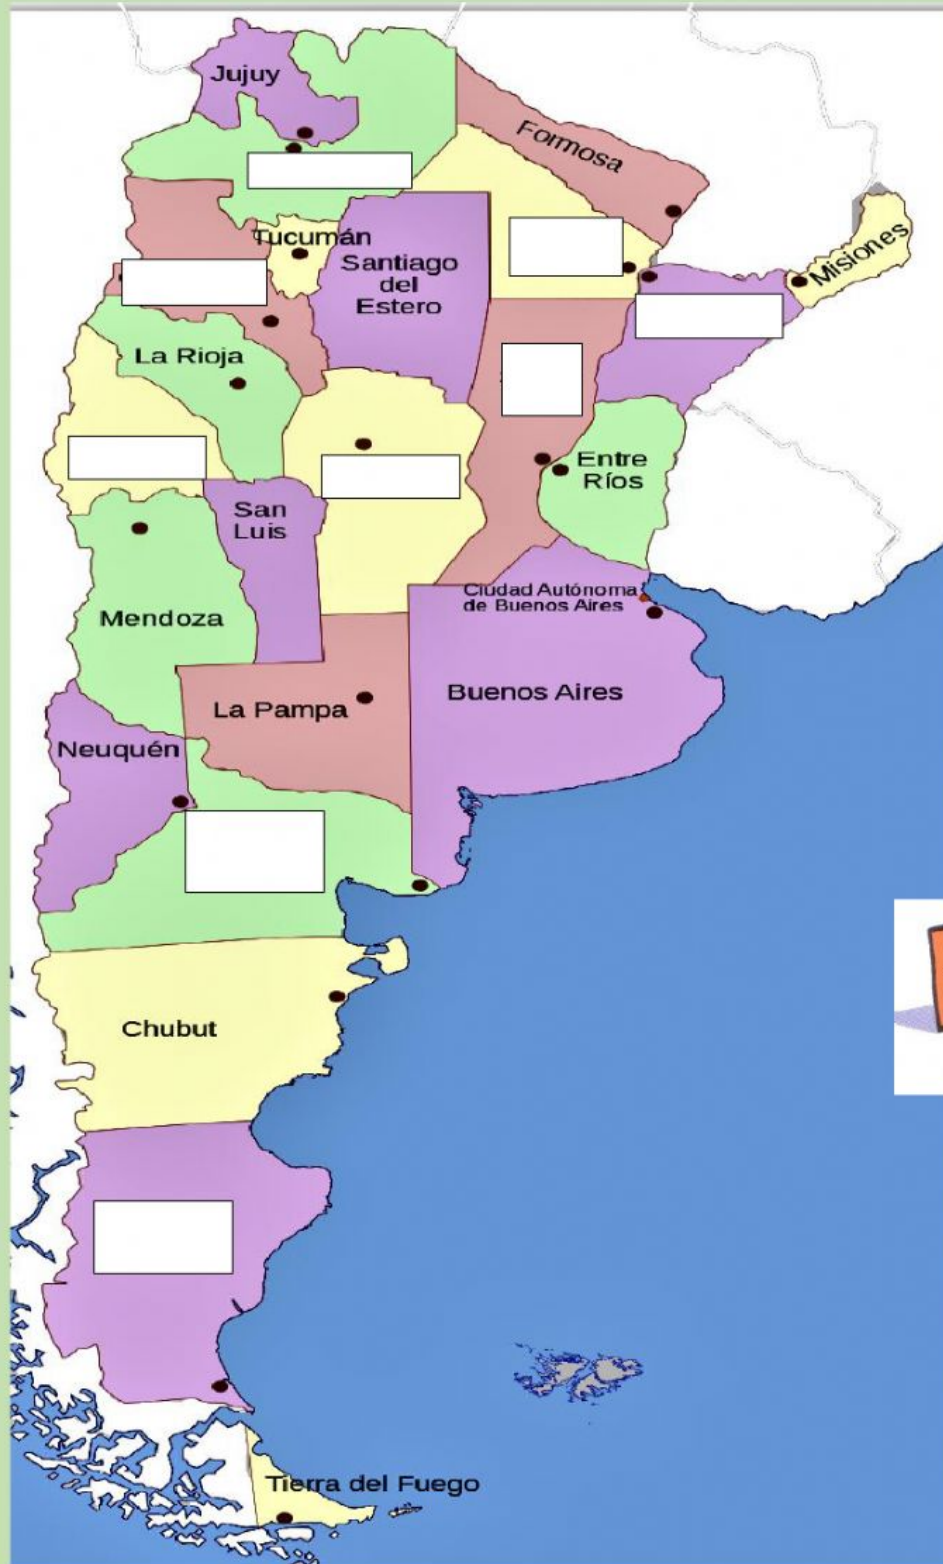 Jujuy
Formosa
Misiones
Tucumán
Santiago
del
Estero
La Rioja
Entre
Ríos
San
Luis
Ciudad Autónoma
de Buenos Aires
Mendoza
Buenos Aires
La Pampa
Neuquén
Chubut
Tierra del Fuego